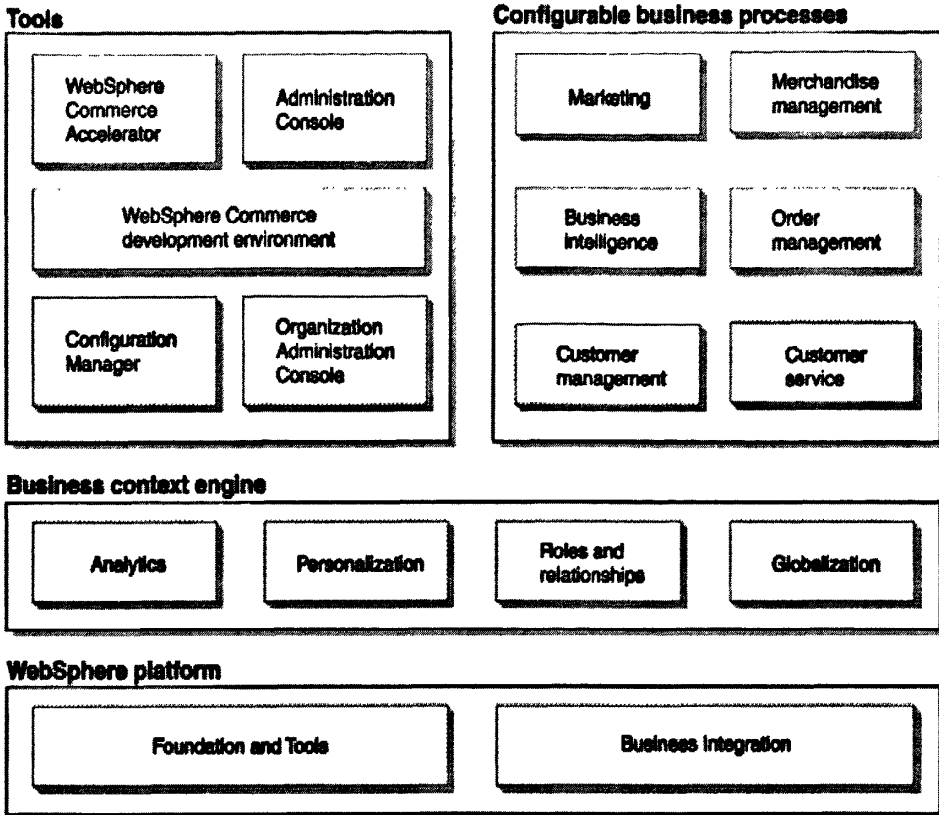 Tools
WebSphere
Commerce
Accelerator
Administration
Console
WebSphere Commerce
development environment
Configuration
Manager
Organization
Administration
Console
Configurable business processes
Marketing
Merchandise
management
Business
intelligence
Order
management
Customer
management
Customer
service
Business context engine
Analytics
Personalization
Roles and
relationships
Globalization
WebSphere platform
Foundation and Tools
Business Integration